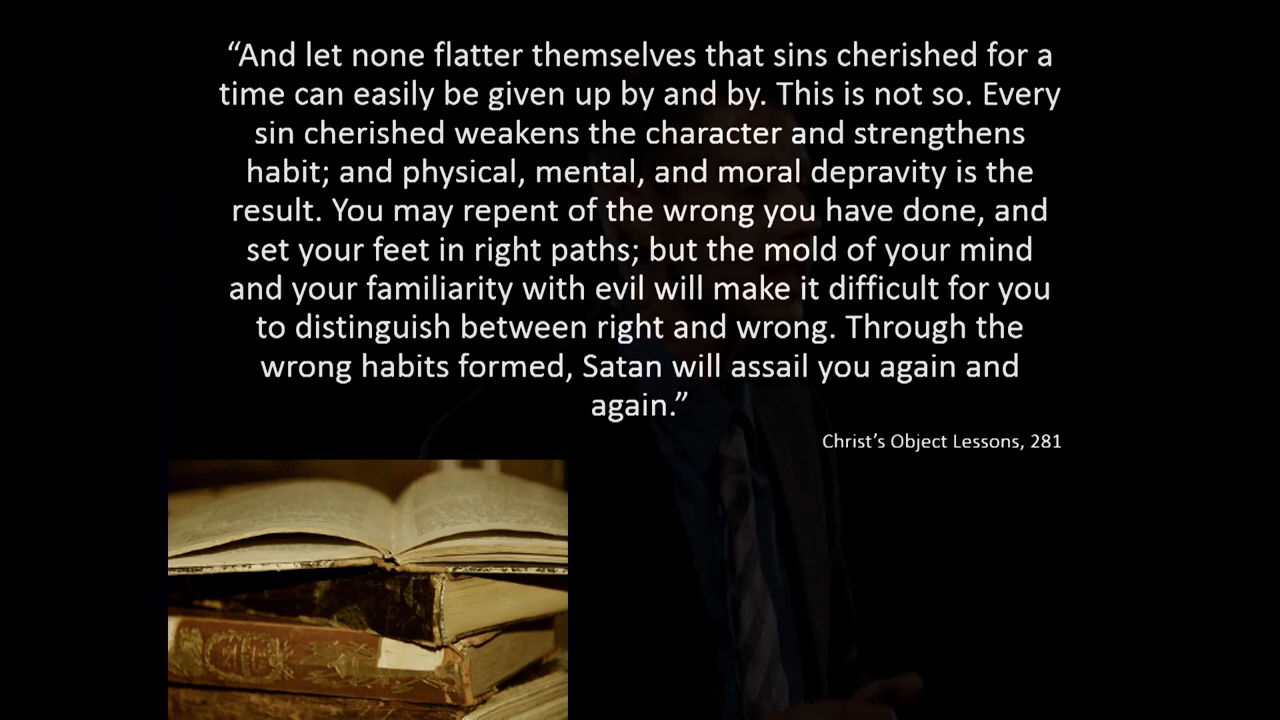 “And let none flatter themselves that sins cherished for a
time can easily be given up by and by. This is not so. Every
sin cherished weakens the character and strengthens
habit; and physical, mental, and moral depravity is the
result. You may repent of the wrong you have done, and
set your feet in right paths; but the mold of your mind
and your familiarity with evil will make it difficult for you
to distinguish between right and wrong. Through the
wrong habits formed, Satan will assail you again and
again.”
Christ’s Object Lessons, 281